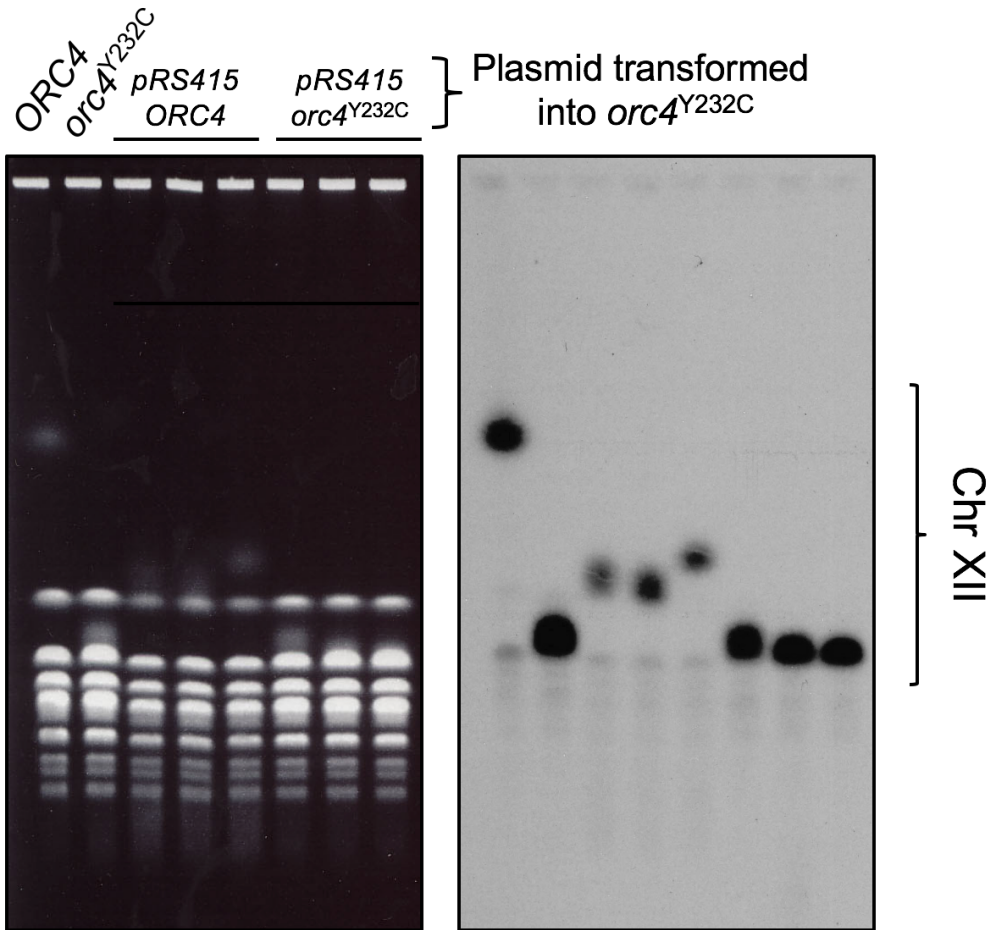 ORC4
orc4Y232C
pRS415
ORC4
pRS415
orc4Y232C
Plasmid transformed
into orc4Y232C
Chr XII